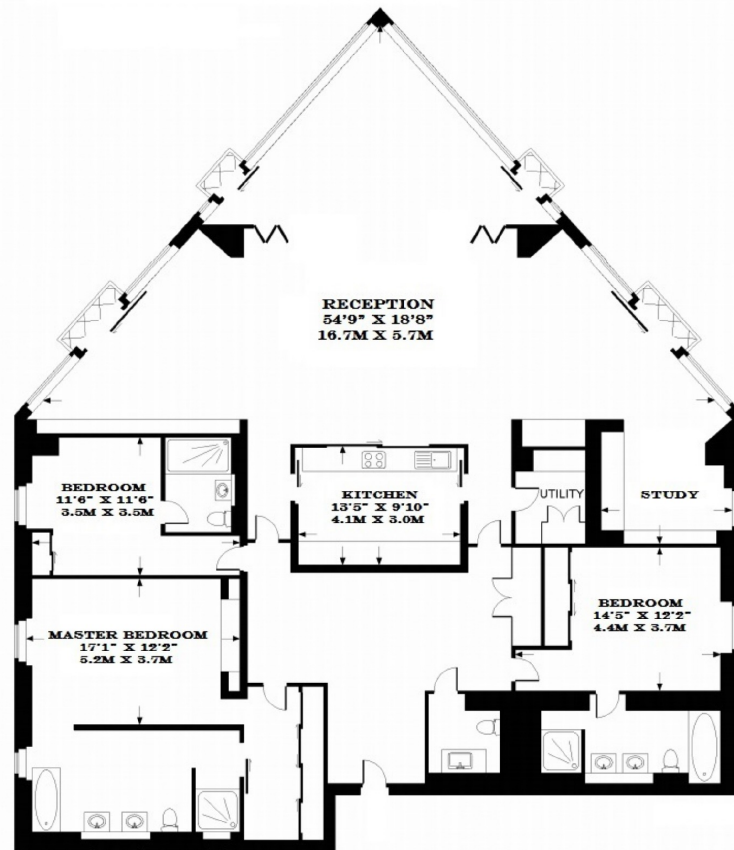 RECEPTION
54'9" X 18'8"
16.7M X 5.7M
BEDROOM
11'6" X 11'6"
3.5M X 3.5M
KITCHEN
13'5" X 9'10"
4.1M X 3.0M
UTILITY
STUDY
MASTER BEDROOM
17'1" X 12'2"
5.2M X 3.7M
BEDROOM
14'5" X 12'2"
4.4M X 3.7M